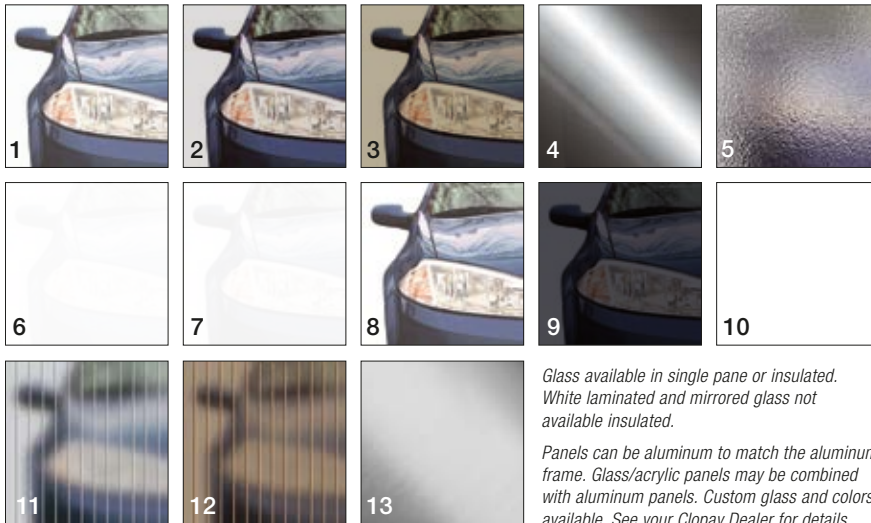 1
2
3
4
5
6
7
8
9
10
11
12
13
Glass available in single pane or insulated.
White laminated and mirrored glass not
available insulated.
Panels can be aluminum to match the aluminum
frame. Glass/acrylic panels may be combined
with aluminum panels. Custom glass and colors
available. See your Clopay Dealer for details